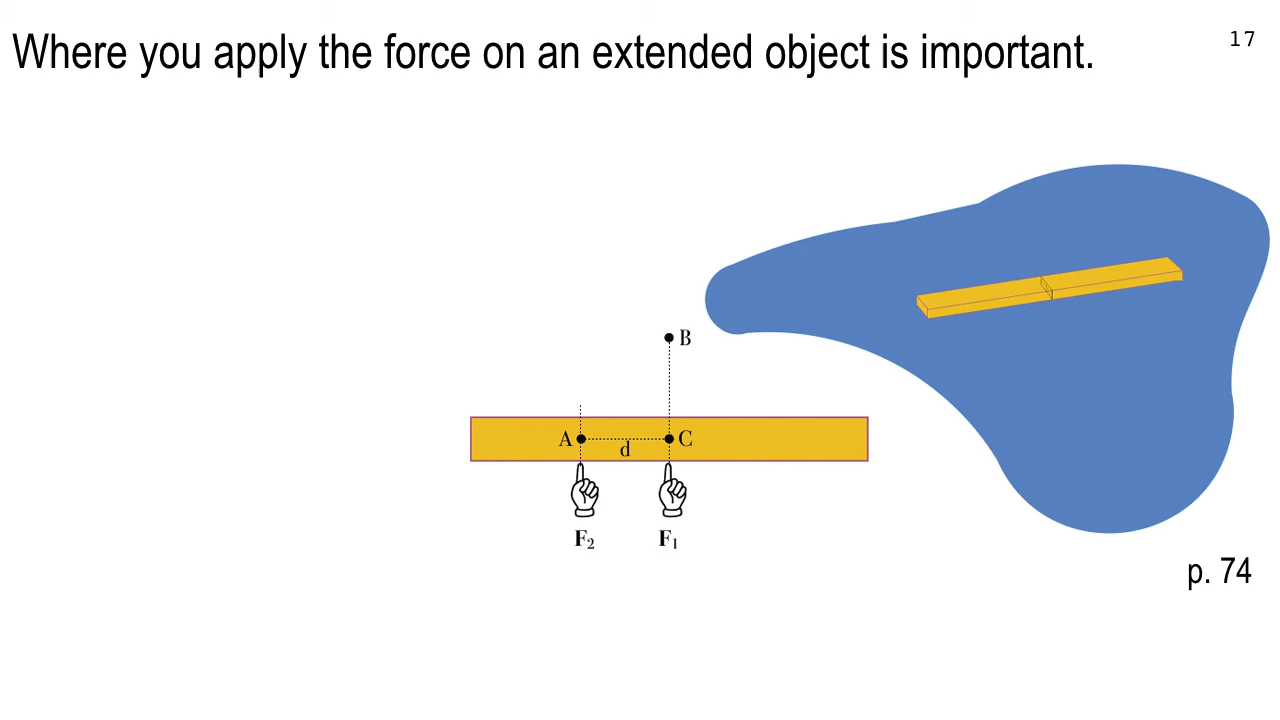 Where you apply the force on an extended object is important.
17
B
A
d
C
F₂
F₁
p. 74